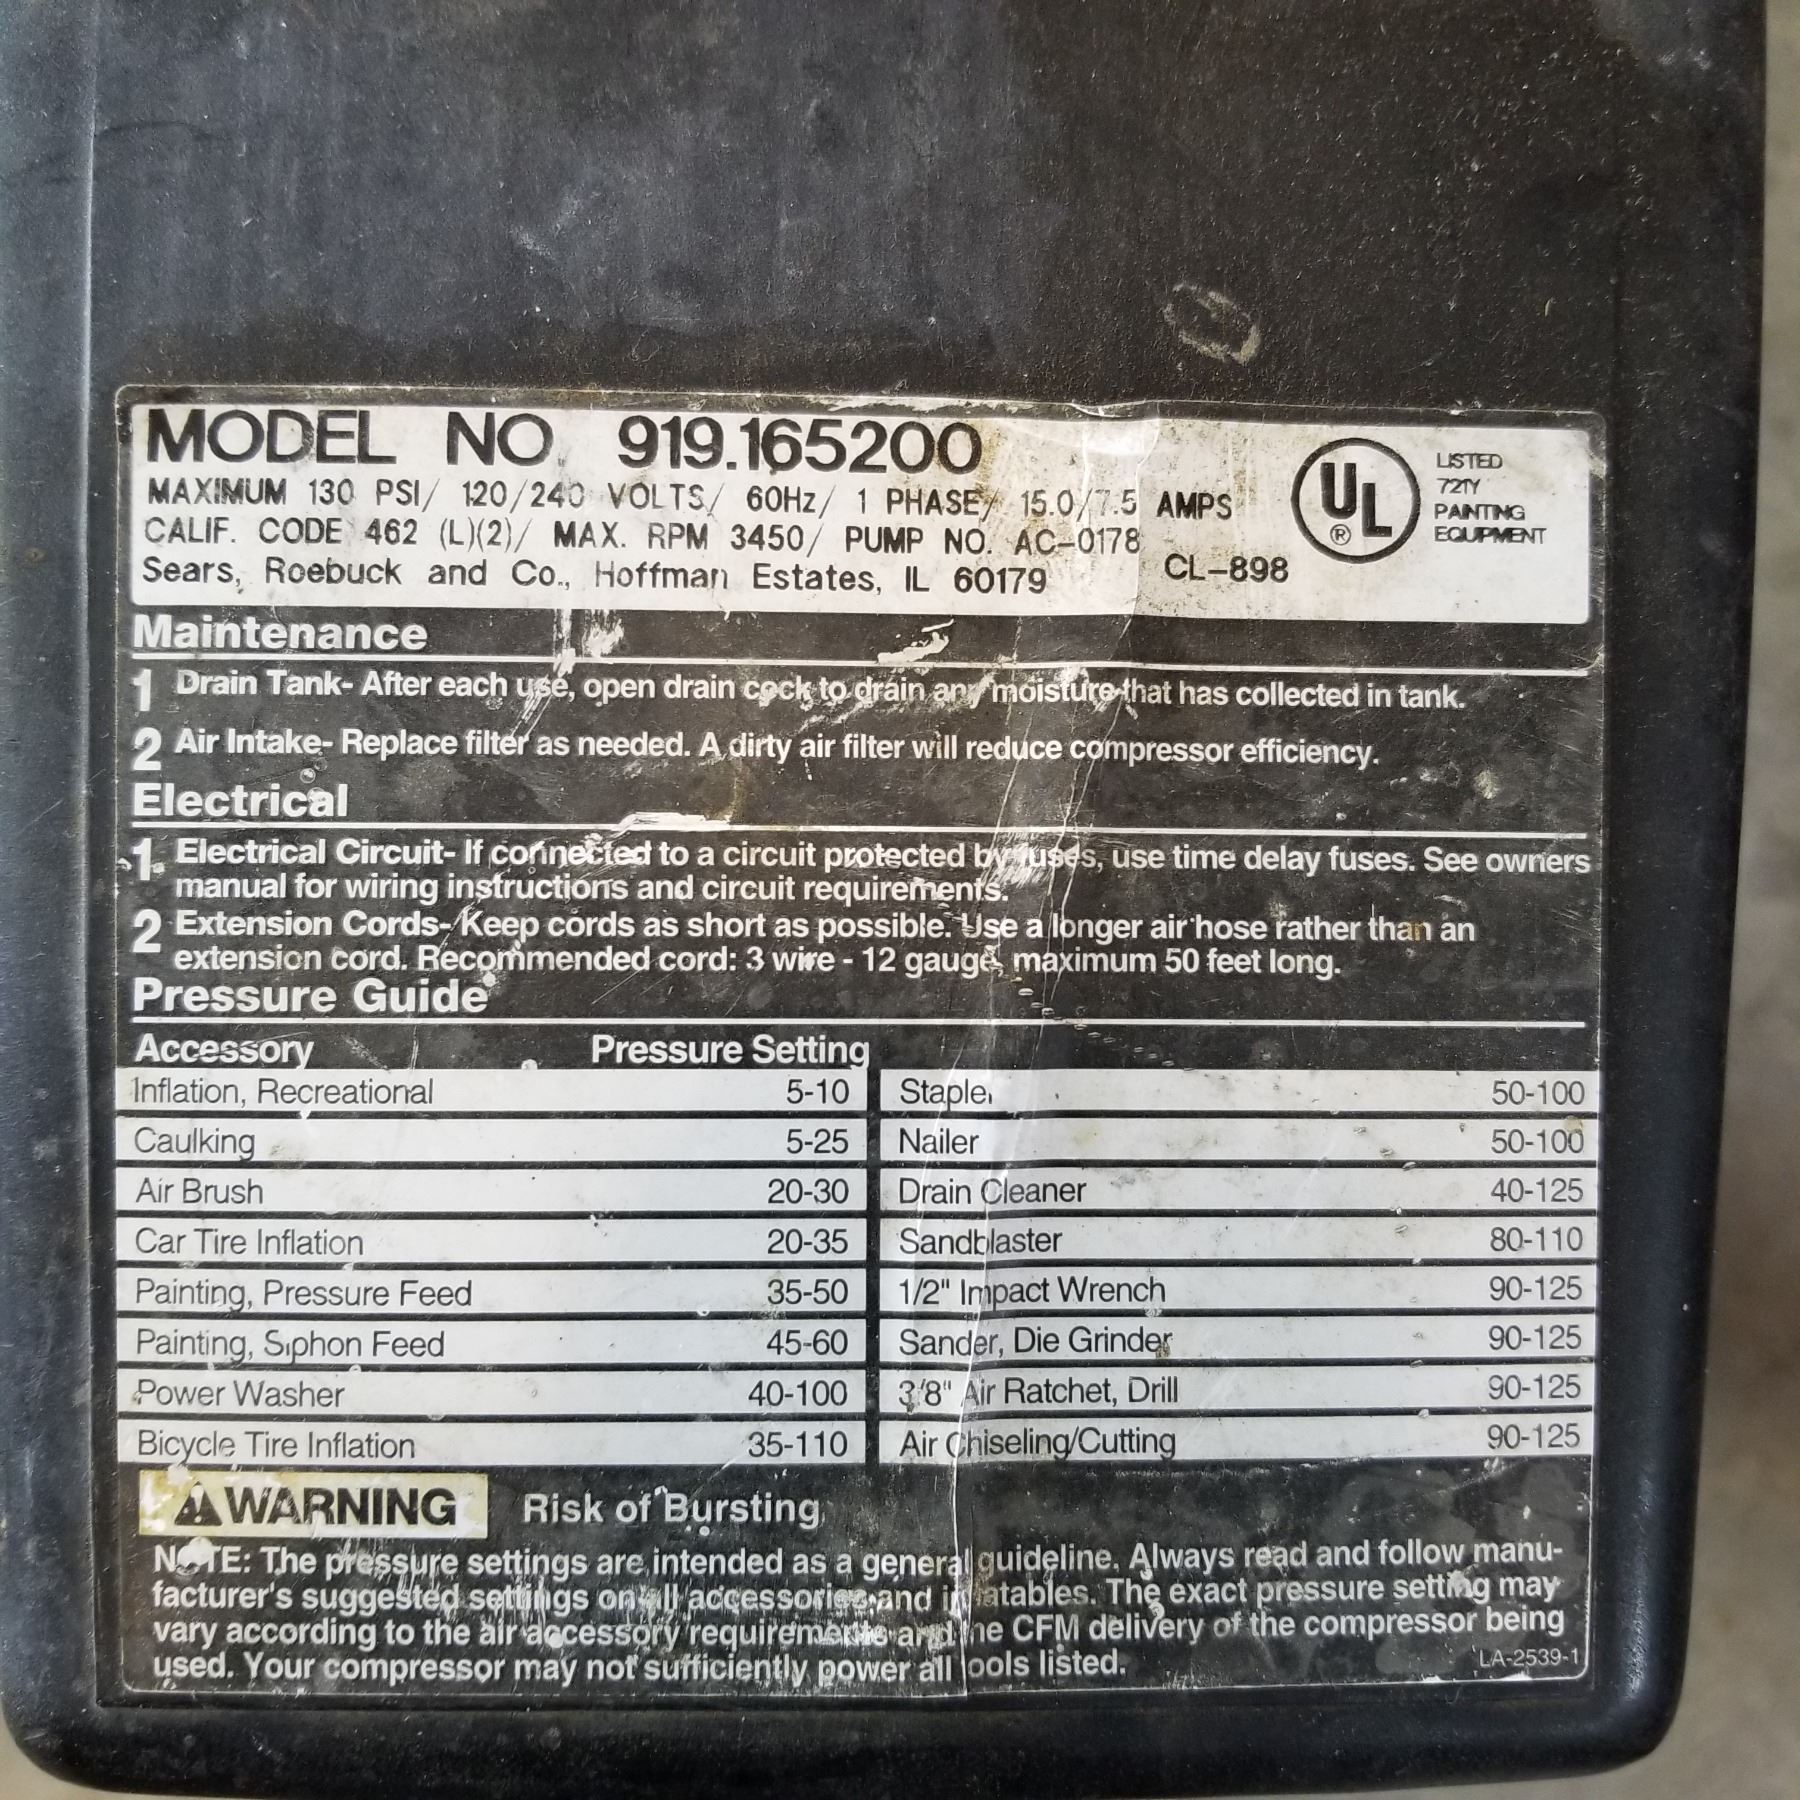 MODEL NO. 919.165200
MAXIMUM 130 PSI/ 120/240 VOLTS/ 60Hz/ 1 PHASE/ 15.0/7.5 AMPS
CALIF. CODE 462 (L)(2)/ MAX. RPM 3450/ PUMP NO. AC-0178
Sears, Roebuck and Co., Hoffman Estates, IL 60179 CL-898
UL ®
LISTED
72TY
PAINTING
EQUIPMENT
Maintenance
1 Drain Tank- After each use, open drain cock to drain any moisture that has collected in tank.
2 Air Intake- Replace filter as needed. A dirty air filter will reduce compressor efficiency.
Electrical
1 Electrical Circuit- If connected to a circuit protected by fuses, use time delay fuses. See owners
manual for wiring instructions and circuit requirements.
2 Extension Cords- Keep cords as short as possible. Use a longer air hose rather than an
extension cord. Recommended cord: 3 wire - 12 gauge, maximum 50 feet long.
Pressure Guide
Accessory Pressure Setting
Inflation, Recreational 5-10 Stapler 50-100
Caulking 5-25 Nailer 50-100
Air Brush 20-30 Drain Cleaner 40-125
Car Tire Inflation 20-35 Sandblaster 80-110
Painting, Pressure Feed 35-50 1/2" Impact Wrench 90-125
Painting, Siphon Feed 45-60 Sander, Die Grinder 90-125
Power Washer 40-100 3/8" Air Ratchet, Drill 90-125
Bicycle Tire Inflation 35-110 Air Chiseling/Cutting 90-125
WARNING Risk of Bursting
NOTE: The pressure settings are intended as a general guideline. Always read and follow manu-
facturer's suggested settings on all accessories and inflatables. The exact pressure setting may
vary according to the air accessory requirements and the CFM delivery of the compressor being
used. Your compressor may not sufficiently power all tools listed.
LA-2539-1